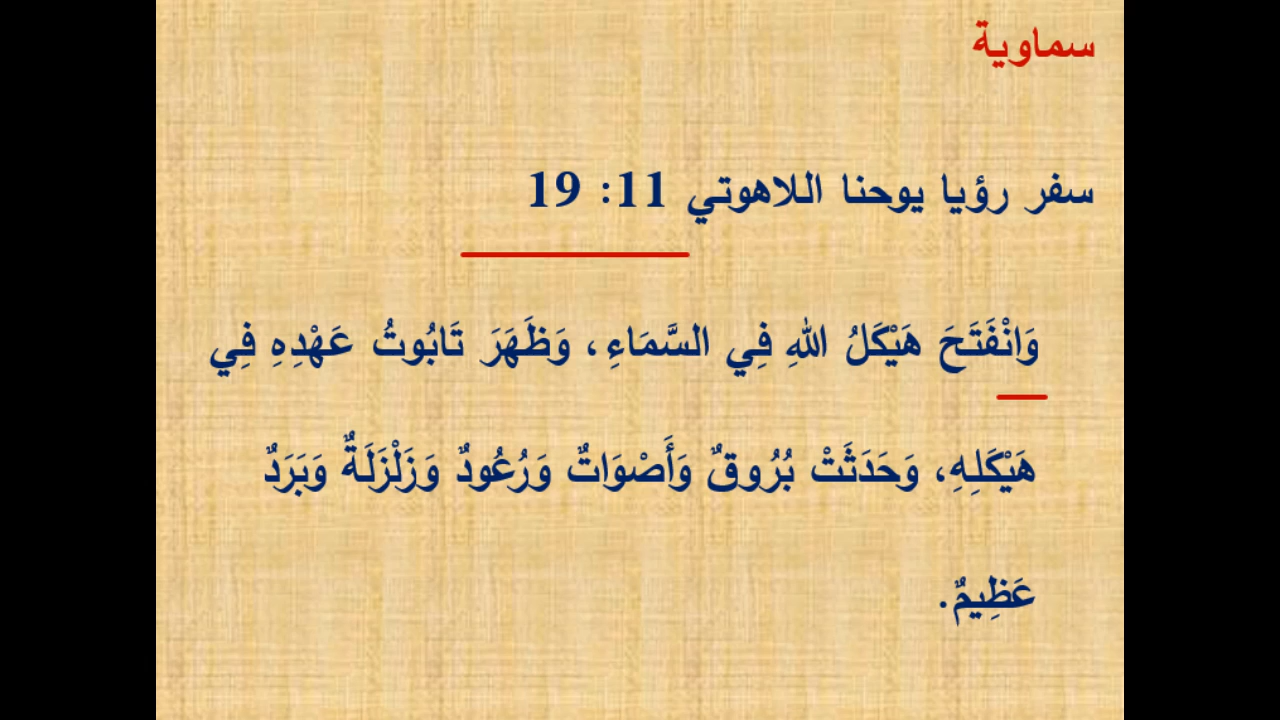 سماوية
سفر رؤيا يوحنا اللاهوتي 11: 19
وَانْفَتَحَ هَيْكَلُ اللهِ فِي السَّمَاءِ، وَظَهَرَ تَابُوتُ عَهْدِهِ فِي
هَيْكَلِهِ، وَحَدَثَتْ بُرُوقٌ وَأَصْوَاتٌ وَرُعُودٌ وَزَلْزَلَةٌ وَبَرَدٌ
عَظِيمٌ.